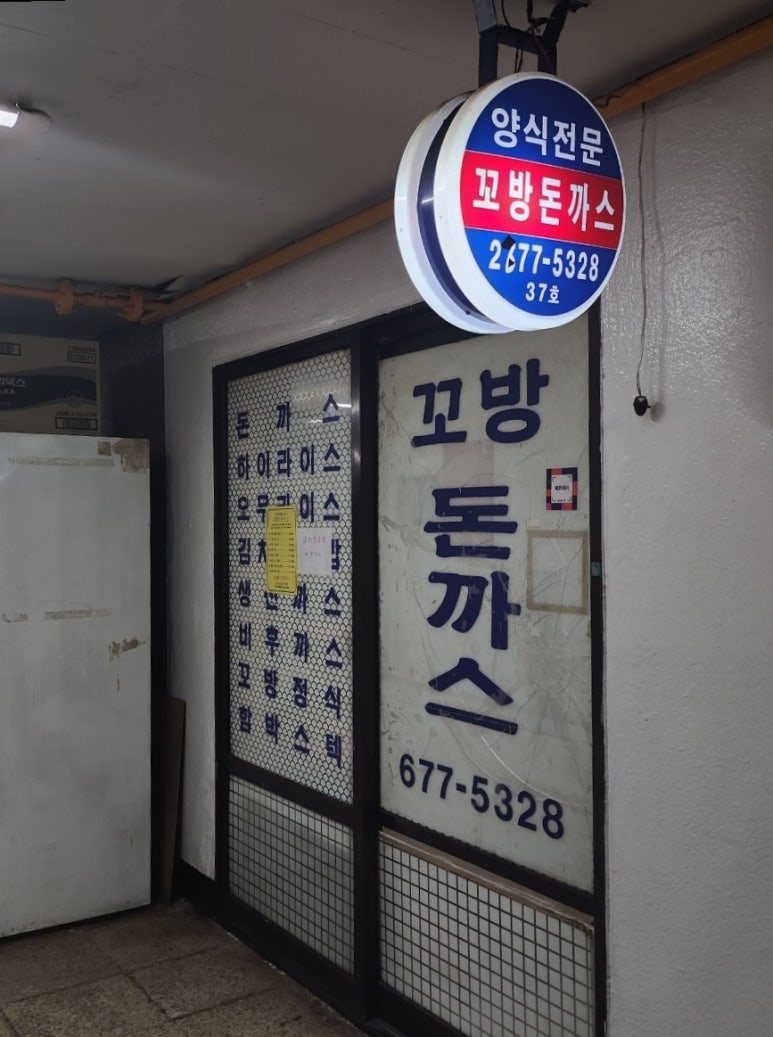 양식전문
꼬방돈까스
2677-5328
37호
돈 까 스
하이라이스
오무라이스
김치 밥
생선까스
비후까스
꼬방정식
함박스텍
꼬방
돈
까
스
677-5328